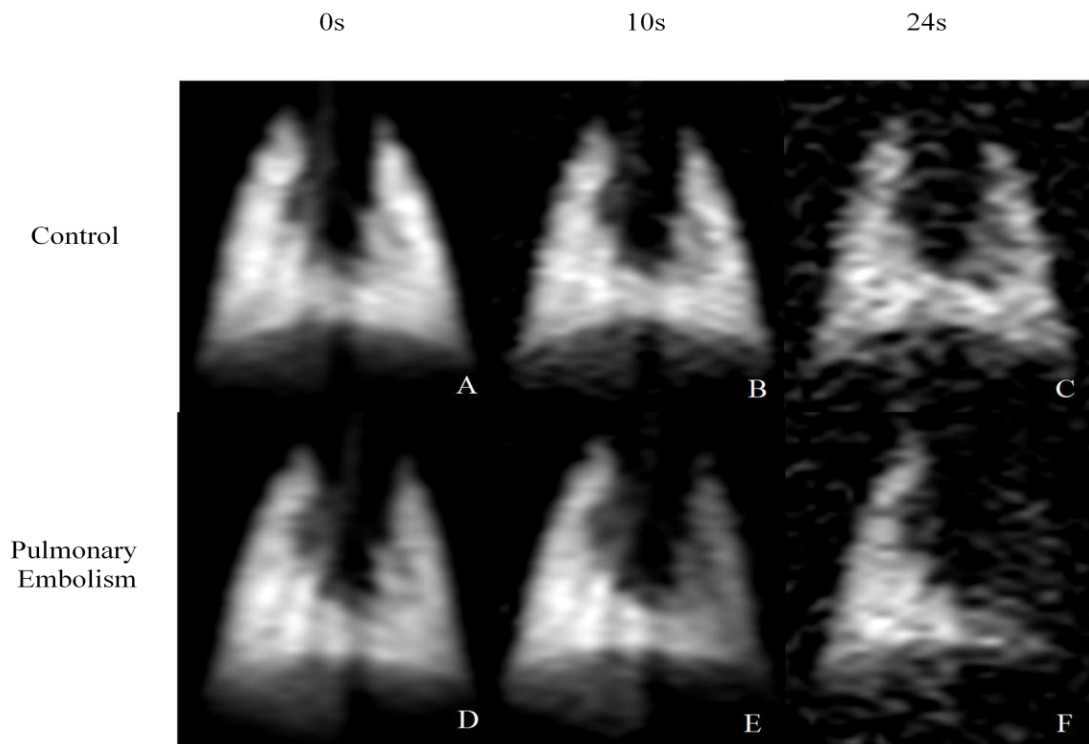 0s 10s 24s
Control
A B C
Pulmonary
Embolism
D E F